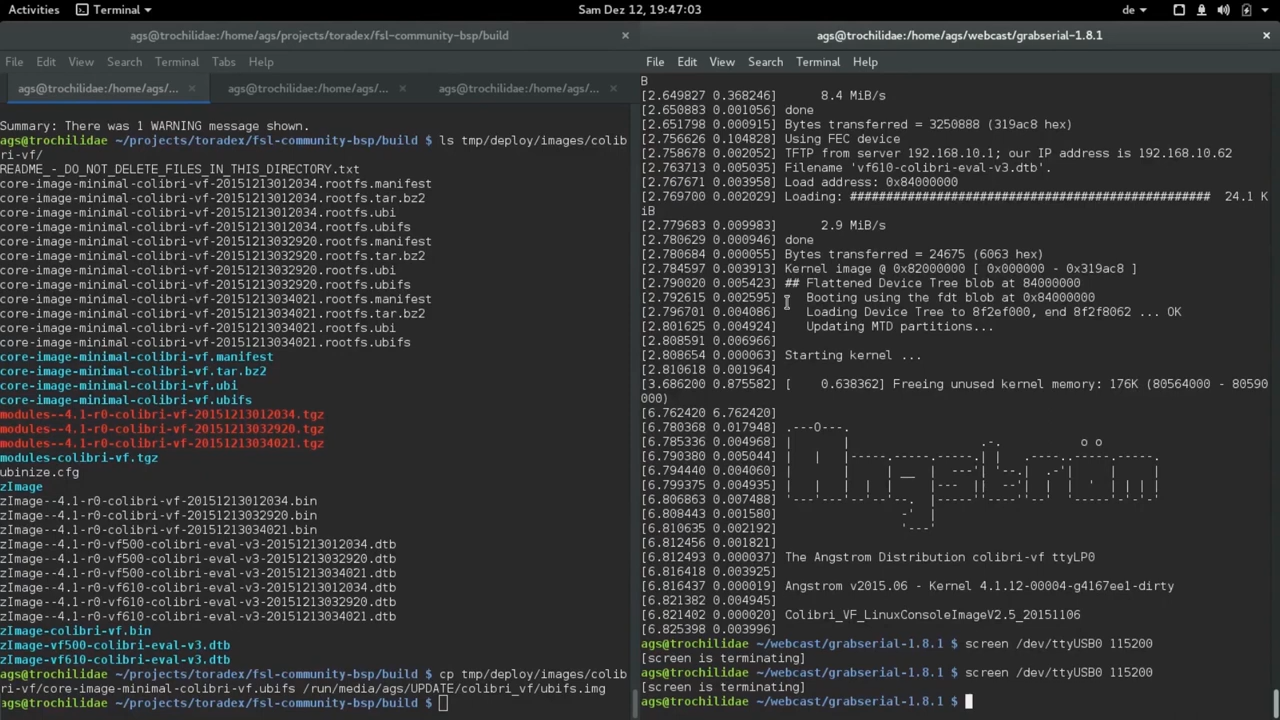 Activities Terminal Sam Dez 12, 19:47:03 de
ags@trochilidae:/home/ags/projects/toradex/fsl-community-bsp/build ×
File Edit View Search Terminal Tabs Help
ags@trochilidae:/home/ags/... × ags@trochilidae:/home/ags/... × ags@trochilidae:/home/ags/... ×
Summary: There was 1 WARNING message shown.
ags@trochilidae ~/projects/toradex/fsl-community-bsp/build $ ls tmp/deploy/images/colib
ri-vf/
README_-_DO_NOT_DELETE_FILES_IN_THIS_DIRECTORY.txt
core-image-minimal-colibri-vf-20151213012034.rootfs.manifest
core-image-minimal-colibri-vf-20151213012034.rootfs.tar.bz2
core-image-minimal-colibri-vf-20151213012034.rootfs.ubi
core-image-minimal-colibri-vf-20151213012034.rootfs.ubifs
core-image-minimal-colibri-vf-20151213032920.rootfs.manifest
core-image-minimal-colibri-vf-20151213032920.rootfs.tar.bz2
core-image-minimal-colibri-vf-20151213032920.rootfs.ubi
core-image-minimal-colibri-vf-20151213032920.rootfs.ubifs
core-image-minimal-colibri-vf-20151213034021.rootfs.manifest
core-image-minimal-colibri-vf-20151213034021.rootfs.tar.bz2
core-image-minimal-colibri-vf-20151213034021.rootfs.ubi
core-image-minimal-colibri-vf-20151213034021.rootfs.ubifs
core-image-minimal-colibri-vf.manifest
core-image-minimal-colibri-vf.tar.bz2
core-image-minimal-colibri-vf.ubi
core-image-minimal-colibri-vf.ubifs
modules--4.1-r0-colibri-vf-20151213012034.tgz
modules--4.1-r0-colibri-vf-20151213032920.tgz
modules--4.1-r0-colibri-vf-20151213034021.tgz
modules-colibri-vf.tgz
ubinize.cfg
zImage
zImage--4.1-r0-colibri-vf-20151213012034.bin
zImage--4.1-r0-colibri-vf-20151213032920.bin
zImage--4.1-r0-colibri-vf-20151213034021.bin
zImage--4.1-r0-vf500-colibri-eval-v3-20151213012034.dtb
zImage--4.1-r0-vf500-colibri-eval-v3-20151213032920.dtb
zImage--4.1-r0-vf500-colibri-eval-v3-20151213034021.dtb
zImage--4.1-r0-vf610-colibri-eval-v3-20151213012034.dtb
zImage--4.1-r0-vf610-colibri-eval-v3-20151213032920.dtb
zImage--4.1-r0-vf610-colibri-eval-v3-20151213034021.dtb
zImage-colibri-vf.bin
zImage-vf500-colibri-eval-v3.dtb
zImage-vf610-colibri-eval-v3.dtb
ags@trochilidae ~/projects/toradex/fsl-community-bsp/build $ cp tmp/deploy/images/colib
ri-vf/core-image-minimal-colibri-vf.ubifs /run/media/ags/UPDATE/colibri_vf/ubifs.img
ags@trochilidae ~/projects/toradex/fsl-community-bsp/build $
ags@trochilidae:/home/ags/webcast/grabserial-1.8.1 ×
File Edit View Search Terminal Help
B
[2.649827 0.368246] 8.4 MiB/s
[2.650883 0.001056] done
[2.651798 0.000915] Bytes transferred = 3250888 (319ac8 hex)
[2.756626 0.104828] Using FEC device
[2.758678 0.002052] TFTP from server 192.168.10.1; our IP address is 192.168.10.62
[2.763713 0.005035] Filename 'vf610-colibri-eval-v3.dtb'.
[2.767671 0.003958] Load address: 0x84000000
[2.769700 0.002029] Loading: ################################################# 24.1 K
iB
[2.779683 0.009983] 2.9 MiB/s
[2.780629 0.000946] done
[2.780684 0.000055] Bytes transferred = 24675 (6063 hex)
[2.784597 0.003913] Kernel image @ 0x82000000 [ 0x000000 - 0x319ac8 ]
[2.790020 0.005423] ## Flattened Device Tree blob at 84000000
[2.792615 0.002595] Booting using the fdt blob at 0x84000000
[2.796701 0.004086] Loading Device Tree to 8f2ef000, end 8f2f8062 ... OK
[2.801625 0.004924] Updating MTD partitions...
[2.808591 0.006966]
[2.808654 0.000063] Starting kernel ...
[2.810618 0.001964]
[3.686200 0.875582] [ 0.638362] Freeing unused kernel memory: 176K (80564000 - 80590
000)
[6.762420 6.762420]
[6.780368 0.017948] .---O---.
[6.785336 0.004968] | | .-. o o
[6.790380 0.005044] | | |-----.-----.-----.| | .----..-----.-----.
[6.794440 0.004060] | | | __ | ---'| '--.| .-'| | |
[6.799375 0.004935] | | | | | |--- || --'| | | ' | | | |
[6.806863 0.007488] '---'---'--'--'--. |-----''----''--' '-----'-'-'-'
[6.808443 0.001580] -' |
[6.810635 0.002192] '---'
[6.812456 0.001821]
[6.812493 0.000037] The Angstrom Distribution colibri-vf ttyLP0
[6.816418 0.003925]
[6.816437 0.000019] Angstrom v2015.06 - Kernel 4.1.12-00004-g4167ee1-dirty
[6.821382 0.004945]
[6.821402 0.000020] Colibri_VF_LinuxConsoleImageV2.5_20151106
[6.825398 0.003996]
ags@trochilidae ~/webcast/grabserial-1.8.1 $ screen /dev/ttyUSB0 115200
[screen is terminating]
ags@trochilidae ~/webcast/grabserial-1.8.1 $ screen /dev/ttyUSB0 115200
[screen is terminating]
ags@trochilidae ~/webcast/grabserial-1.8.1 $